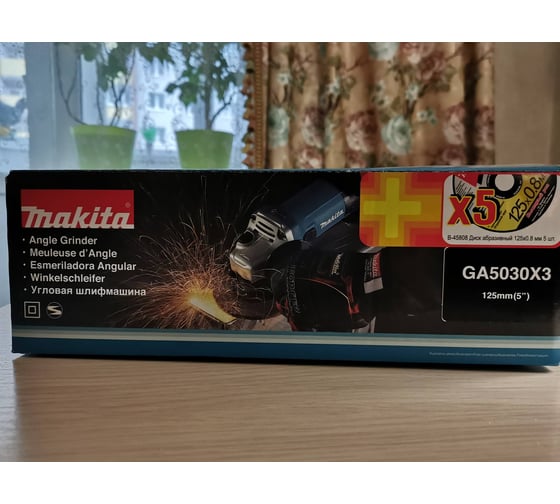 makita
• Angle Grinder
• Meuleuse d'Angle
• Esmeriladora Angular
• Winkelschleifer
• Угловая шлифмашина
makita
X5
125x0.8
B-45808 Диск абразивный 125x0.8 мм 5 шт.
GA5030X3
125mm(5")